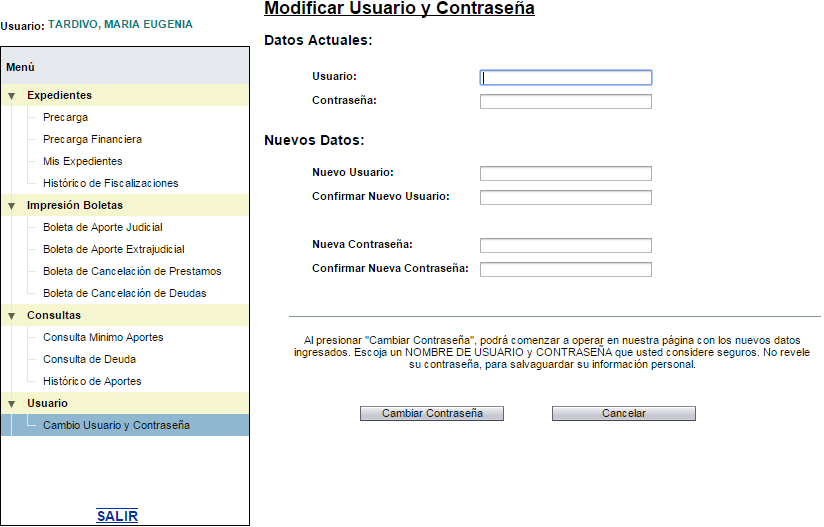 Usuario: TARDIVO, MARIA EUGENIA
Menú
Expedientes
Precarga
Precarga Financiera
Mis Expedientes
Histórico de Fiscalizaciones
Impresión Boletas
Boleta de Aporte Judicial
Boleta de Aporte Extrajudicial
Boleta de Cancelación de Prestamos
Boleta de Cancelación de Deudas
Consultas
Consulta Minimo Aportes
Consulta de Deuda
Histórico de Aportes
Usuario
Cambio Usuario y Contraseña
SALIR
Modificar Usuario y Contraseña
Datos Actuales:
Usuario:
Contraseña:
Nuevos Datos:
Nuevo Usuario:
Confirmar Nuevo Usuario:
Nueva Contraseña:
Confirmar Nueva Contraseña:
Al presionar "Cambiar Contraseña", podrá comenzar a operar en nuestra página con los nuevos datos
ingresados. Escoja un NOMBRE DE USUARIO y CONTRASEÑA que usted considere seguros. No revele
su contraseña, para salvaguardar su información personal.
Cambiar Contraseña
Cancelar